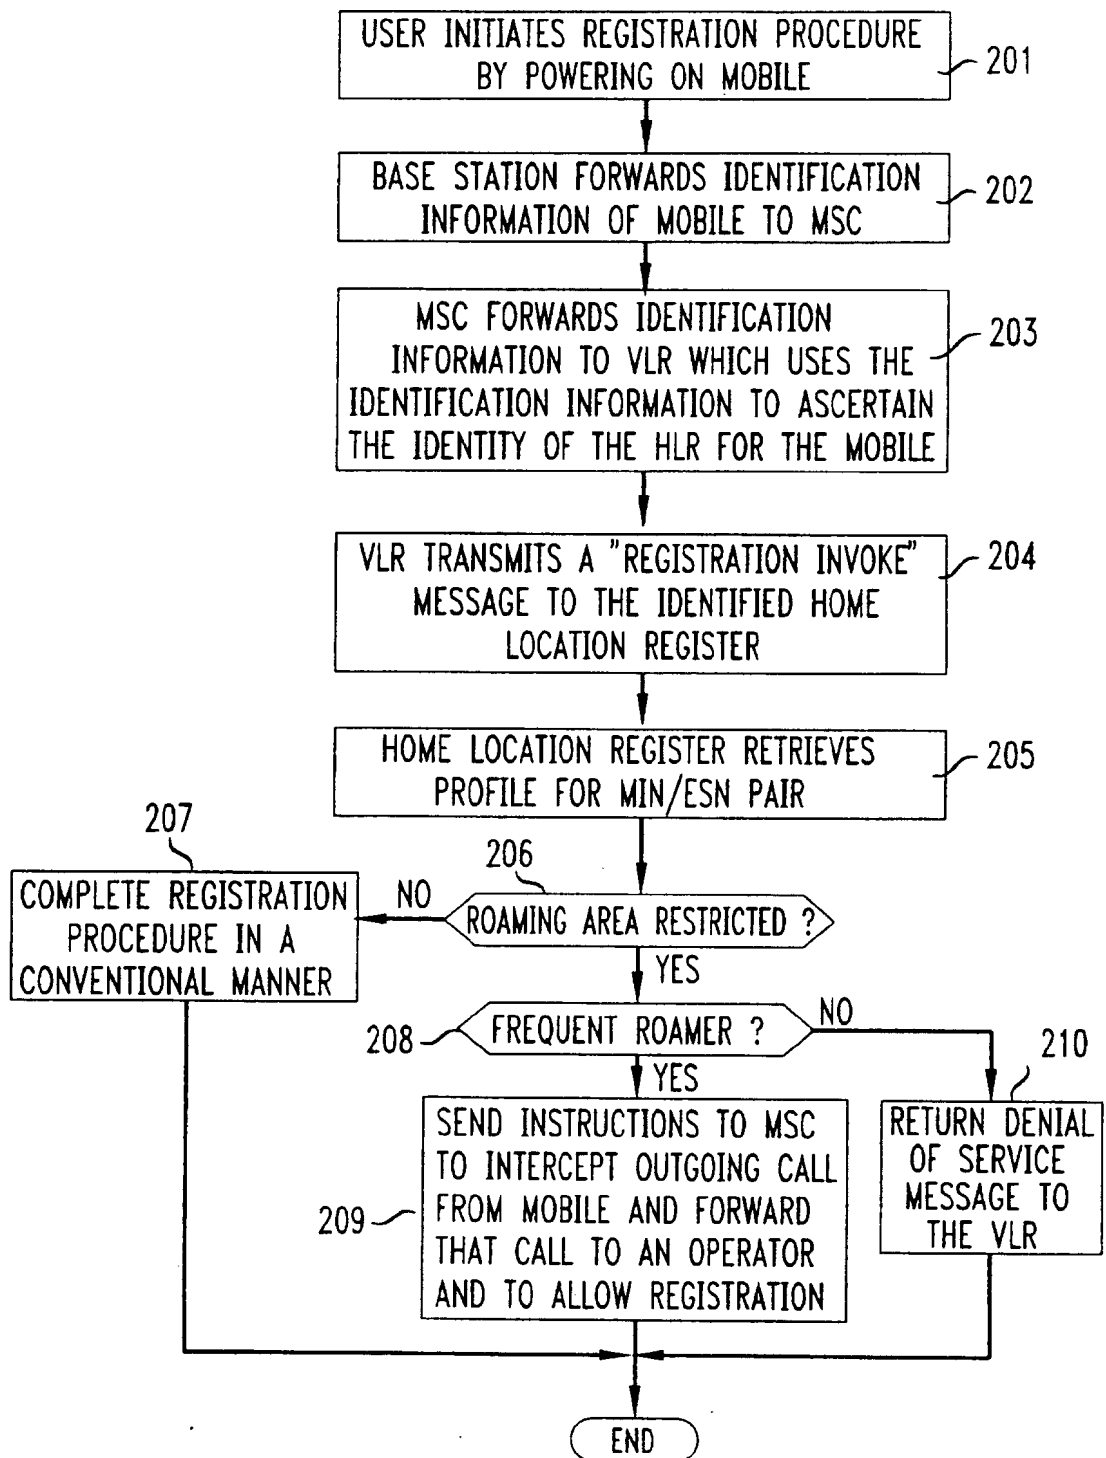 USER INITIATES REGISTRATION PROCEDURE
BY POWERING ON MOBILE
201
BASE STATION FORWARDS IDENTIFICATION
INFORMATION OF MOBILE TO MSC
202
MSC FORWARDS IDENTIFICATION
INFORMATION TO VLR WHICH USES THE
IDENTIFICATION INFORMATION TO ASCERTAIN
THE IDENTITY OF THE HLR FOR THE MOBILE
203
VLR TRANSMITS A "REGISTRATION INVOKE"
MESSAGE TO THE IDENTIFIED HOME
LOCATION REGISTER
204
HOME LOCATION REGISTER RETRIEVES
PROFILE FOR MIN/ESN PAIR
205
206
ROAMING AREA RESTRICTED ?
NO
YES
207
COMPLETE REGISTRATION
PROCEDURE IN A
CONVENTIONAL MANNER
208
FREQUENT ROAMER ?
NO
YES
209
SEND INSTRUCTIONS TO MSC
TO INTERCEPT OUTGOING CALL
FROM MOBILE AND FORWARD
THAT CALL TO AN OPERATOR
AND TO ALLOW REGISTRATION
210
RETURN DENIAL
OF SERVICE
MESSAGE TO
THE VLR
END